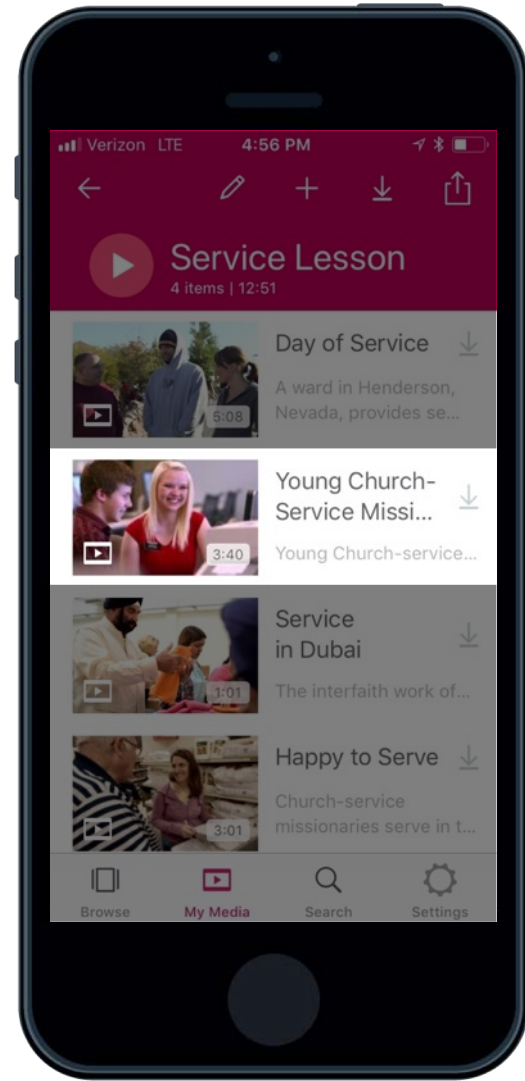 Verizon LTE 4:56 PM
Service Lesson
4 items | 12:51
Day of Service
A ward in Henderson,
Nevada, provides se...
5:08
Young Church-
Service Missi...
Young Church-service...
3:40
Service
in Dubai
The interfaith work of...
1:01
Happy to Serve
Church-service
missionaries serve in t...
3:01
Browse My Media Search Settings